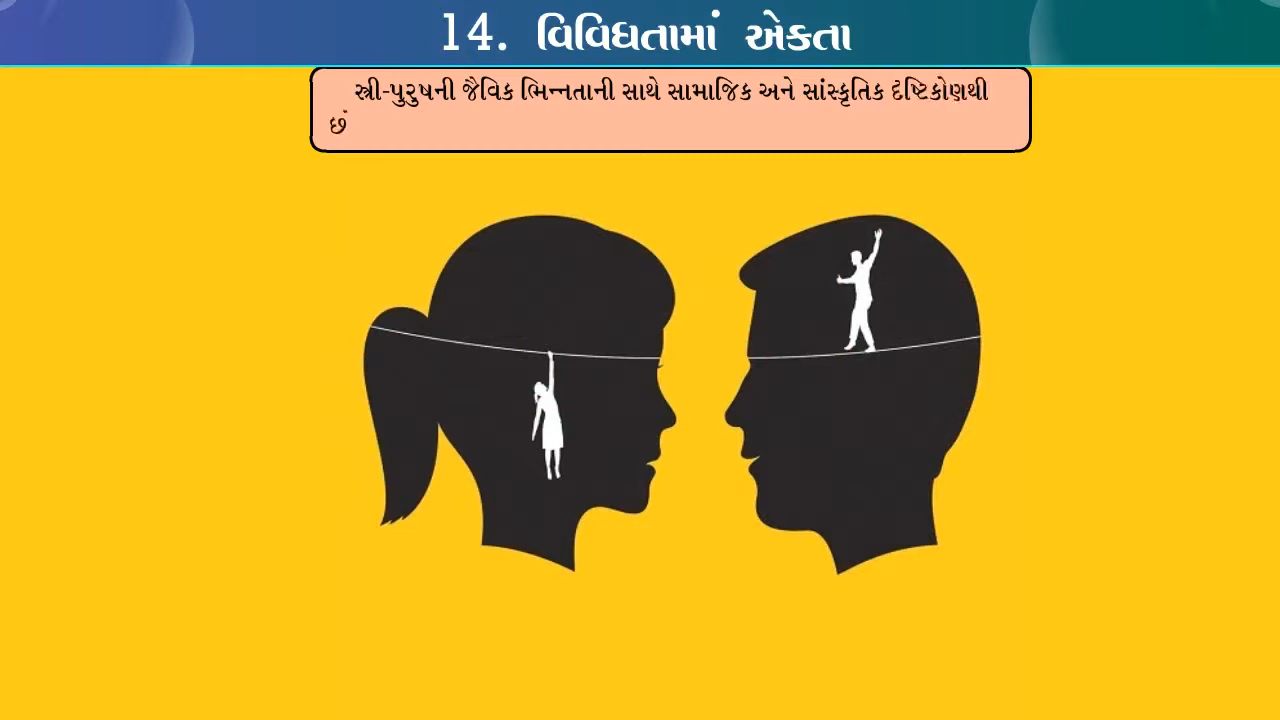 14. વિવિધતામાં એકતા
સ્ત્રી-પુરુષની જૈવિક ભિન્નતાની સાથે સામાજિક અને સાંસ્કૃતિક દૃષ્ટિકોણથી
છે